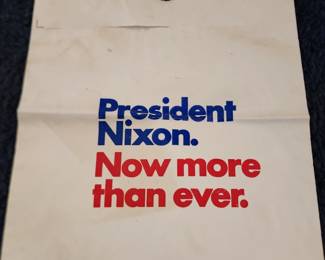 President
Nixon.
Now more
than ever.